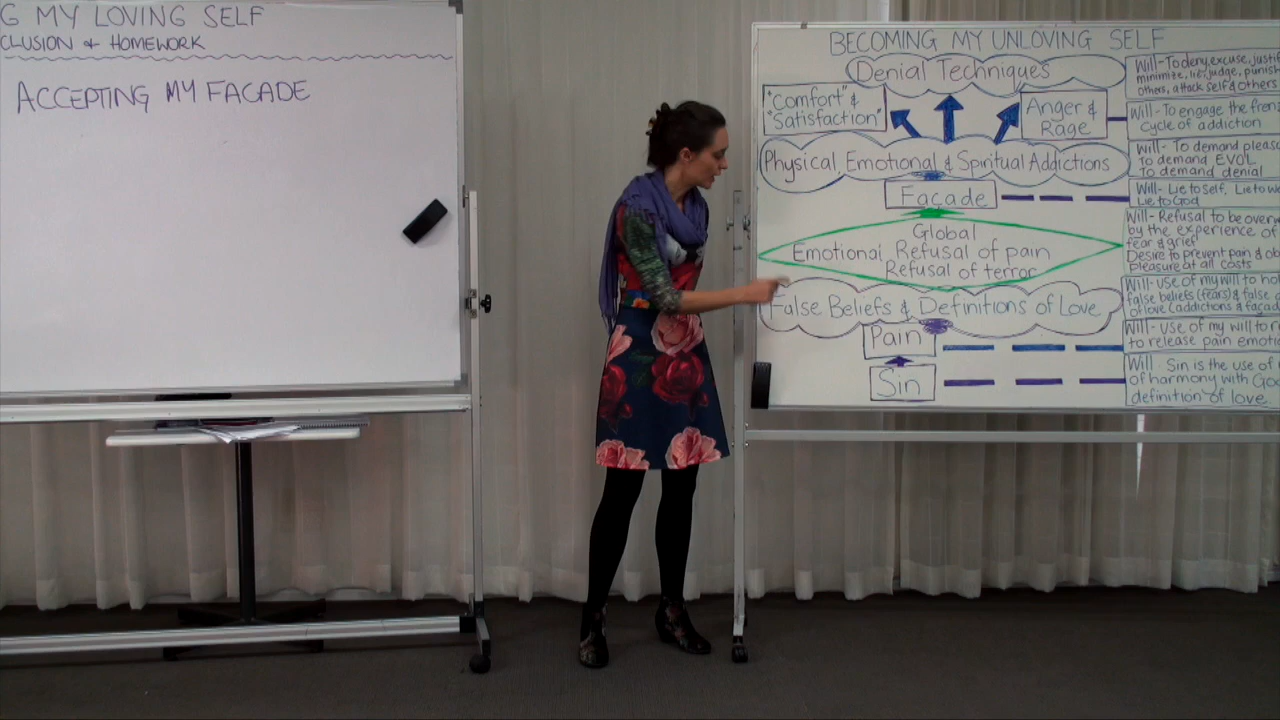 G MY LOVING SELF
CLUSION & HOMEWORK
ACCEPTING MY FACADE
BECOMING MY UNLOVING SELF
Denial Techniques
"Comfort" &
"Satisfaction"
Anger &
Rage
Physical, Emotional & Spiritual Addictions
Façade
Global
Emotional Refusal of pain
Refusal of terror
False Beliefs & Definitions of Love
Pain
Sin
Will - To deny, excuse, justif
minimize, lie, judge, punish
others, attack self & others
Will - To engage the fren
cycle of addiction
Will - To demand pleas
To demand EVOL
To demand denial
Will - Lie to self, Lie to wo
Lie to God
Will - Refusal to be over
by the experience of
fear & grief
Desire to prevent pain & ob
pleasure at all costs
Will - use of my will to ho
false beliefs (fears) & false
of love (addictions & facad
Will - use of my will to r
to release pain emotio
Will Sin is the use of
of harmony with Go
definition of love